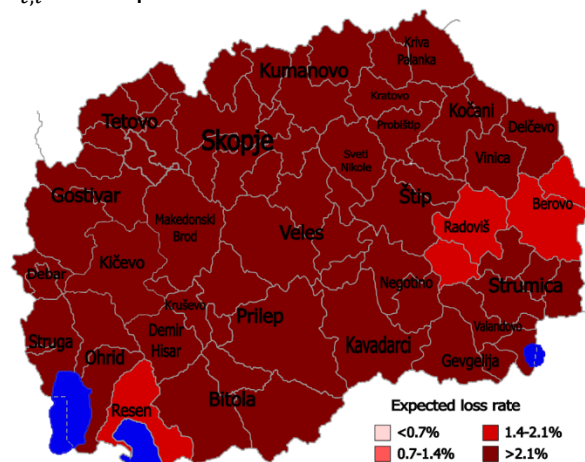 Kriva
Palanka
Kumanovo
Kratovo
Kočani
Tetovo
Probištip
Delčevo
Skopje
Sveti
Nikole
Vinica
Gostivar
Štip
Berovo
Makedonski
Brod
Radoviš
Veles
Kičevo
Debar
Negotino
Strumica
Kruševo
Prilep
Struga
Demir
Hisar
Valandovo
Ohrid
Kavadarci
Gevgelija
Bitola
Resen
Expected loss rate
<0.7% 1.4-2.1%
0.7-1.4% >2.1%